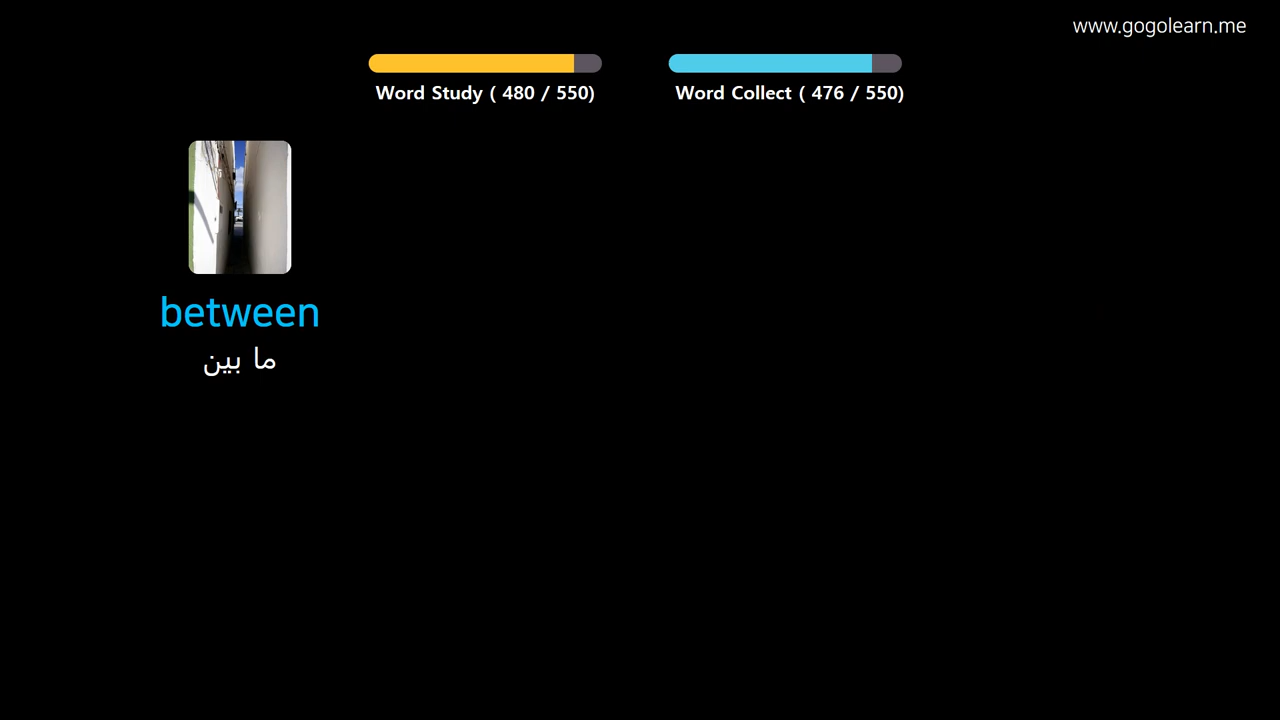 www.gogolearn.me
Word Study ( 480 / 550)
Word Collect ( 476 / 550)
between
ما بين